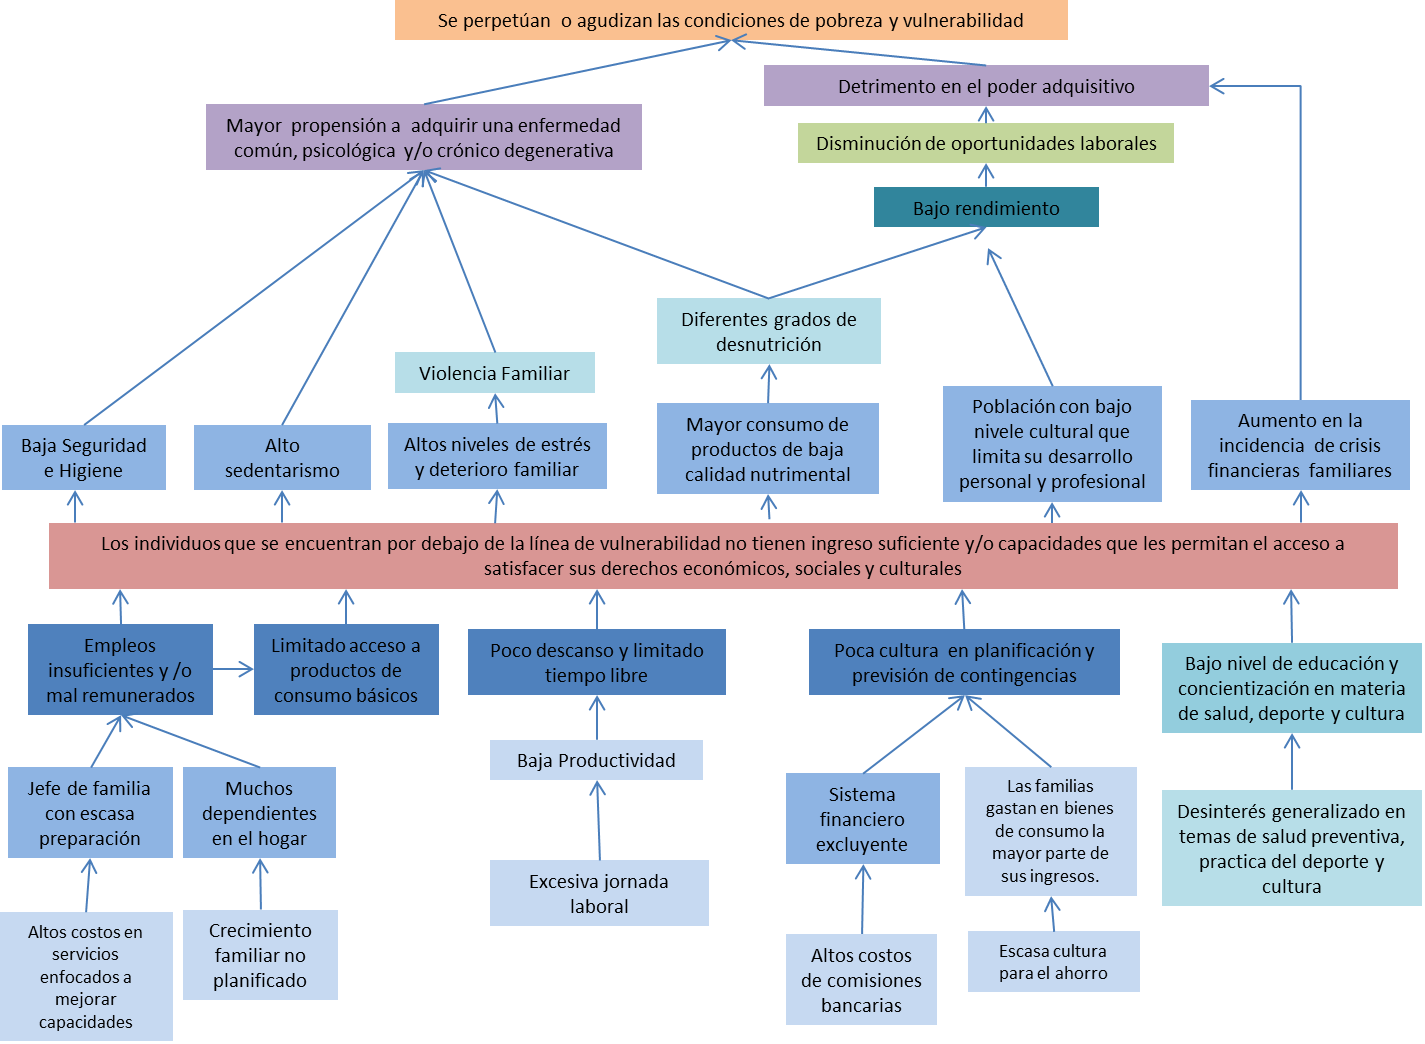 Se perpetúan  o agudizan las condiciones de pobreza y vulnerabilidad
Detrimento en el poder adquisitivo
Mayor  propensión a  adquirir una enfermedad
común, psicológica  y/o crónico degenerativa
Disminución de oportunidades laborales
Bajo rendimiento
Diferentes grados de
desnutrición
Violencia Familiar
Baja Seguridad
e Higiene
Alto
sedentarismo
Altos niveles de estrés
y deterioro familiar
Mayor consumo de
productos de baja
calidad nutrimental
Población con bajo
nivele cultural que
limita su desarrollo
personal y profesional
Aumento en la
incidencia  de crisis
financieras  familiares
Los individuos que se encuentran por debajo de la línea de vulnerabilidad no tienen ingreso suficiente y/o capacidades que les permitan el acceso a
satisfacer sus derechos económicos, sociales y culturales
Empleos
insuficientes y /o
mal remunerados
Limitado acceso a
productos de
consumo básicos
Poco descanso y limitado
tiempo libre
Poca cultura  en planificación y
previsión de contingencias
Bajo nivel de educación y
concientización en materia
de salud, deporte y cultura
Baja Productividad
Jefe de familia
con escasa
preparación
Muchos
dependientes
en el hogar
Sistema
financiero
excluyente
Las familias
gastan en bienes
de consumo la
mayor parte de
sus ingresos.
Desinterés generalizado en
temas de salud preventiva,
practica del deporte y
cultura
Excesiva jornada
laboral
Altos costos en
servicios
enfocados a
mejorar
capacidades
Crecimiento
familiar no
planificado
Altos costos
de comisiones
bancarias
Escasa cultura
para el ahorro